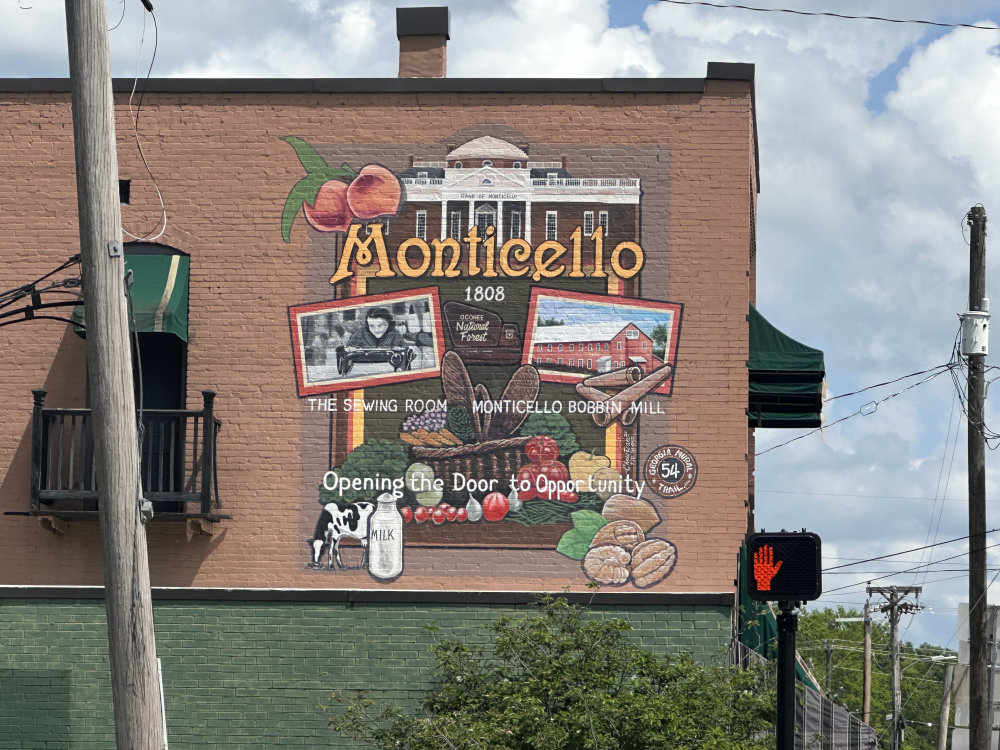 BANK OF MONTICELLO
Monticello
1808
OCONEE
National
Forest
THE SEWING ROOM
MONTICELLO BOBBIN MILL
Opening the Door to Opportunity
MILK
GEORGIA MURAL
54
TRAIL